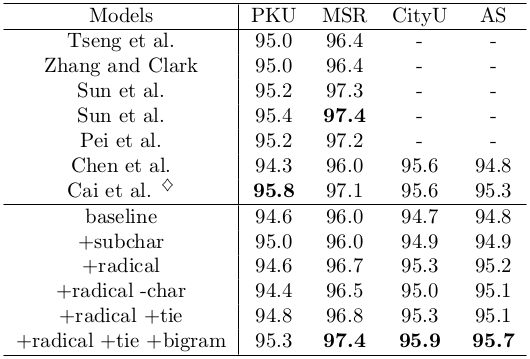 Models PKU MSR CityU AS
Tseng et al. 95.0 96.4 - -
Zhang and Clark 95.0 96.4 - -
Sun et al. 95.2 97.3 - -
Sun et al. 95.4 97.4 - -
Pei et al. 95.2 97.2 - -
Chen et al. 94.3 96.0 95.6 94.8
Cai et al. ◇ 95.8 97.1 95.6 95.3
baseline 94.6 96.0 94.7 94.8
+subchar 95.0 96.0 94.9 94.9
+radical 94.6 96.7 95.3 95.2
+radical -char 94.4 96.5 95.0 95.1
+radical +tie 94.8 96.8 95.3 95.1
+radical +tie +bigram 95.3 97.4 95.9 95.7